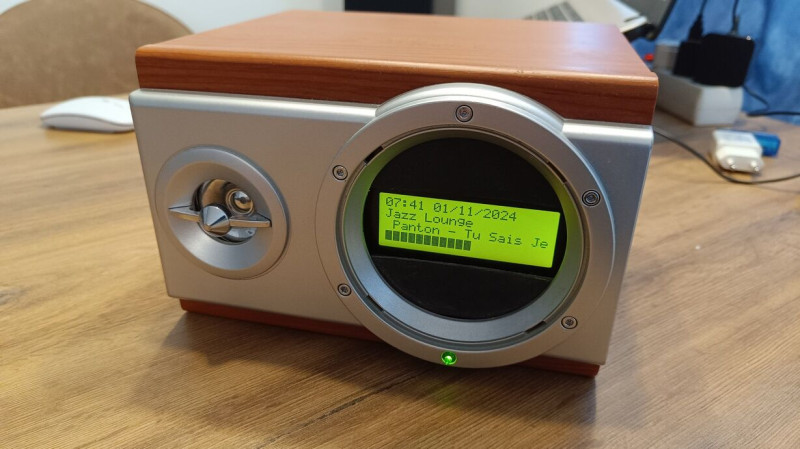 07:41 01/11/2024
Jazz Lounge
Panton - Tu Sais Je